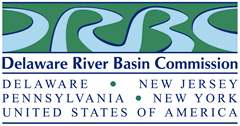 DRBC
Delaware River Basin Commission
DELAWARE • NEW JERSEY
PENNSYLVANIA • NEW YORK
UNITED STATES OF AMERICA